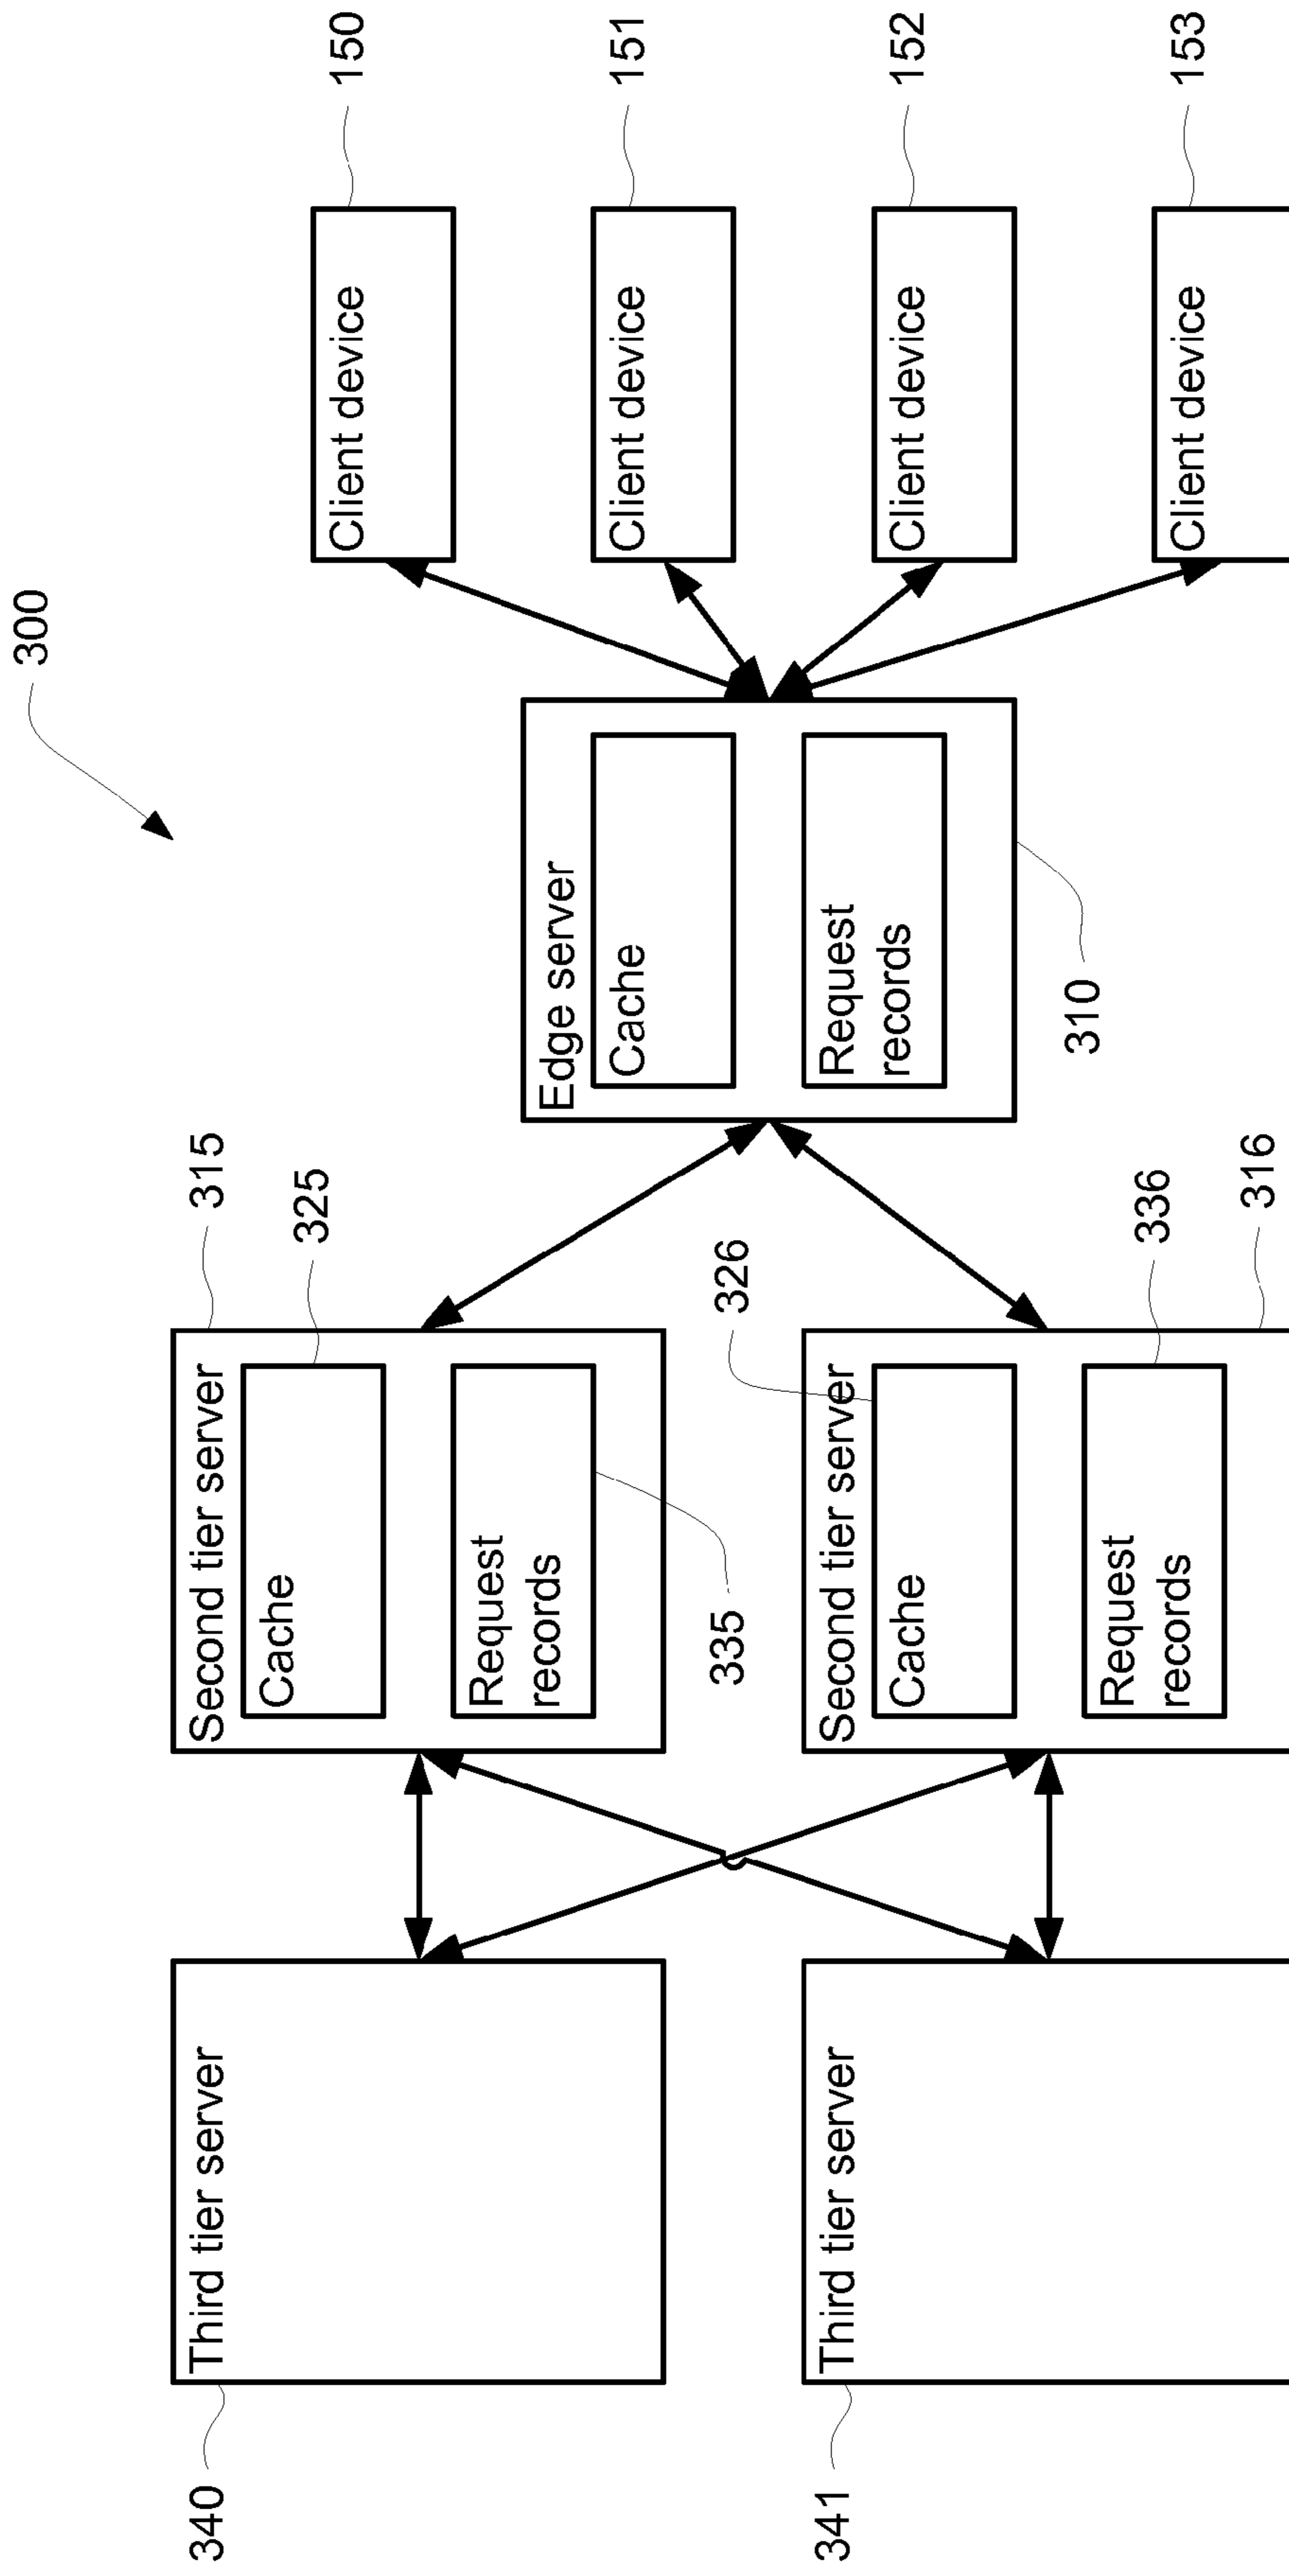 300
Third tier server
340
Third tier server
341
Second tier server
315
Cache
325
Request
records
335
Second tier server
316
Cache
326
Request
records
336
Edge server
310
Cache
Request
records
Client device
150
Client device
151
Client device
152
Client device
153